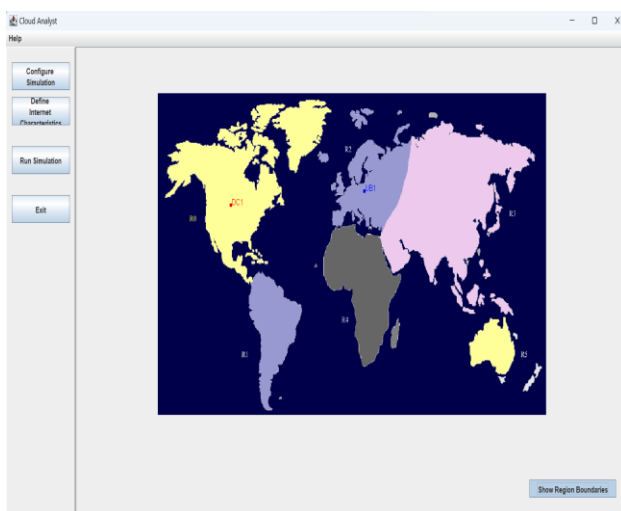 Cloud Analyst
Help
Configure
Simulation
Define
Internet
Characteristics
Run Simulation
Exit
R2
UB1
DC1
R0
R3
R4
R1
R5
Show Region Boundaries